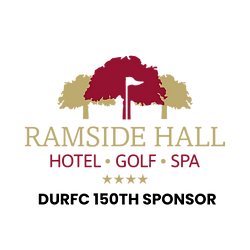 RAMSIDE HALL
HOTEL • GOLF • SPA
★★★★
DURFC 150TH SPONSOR